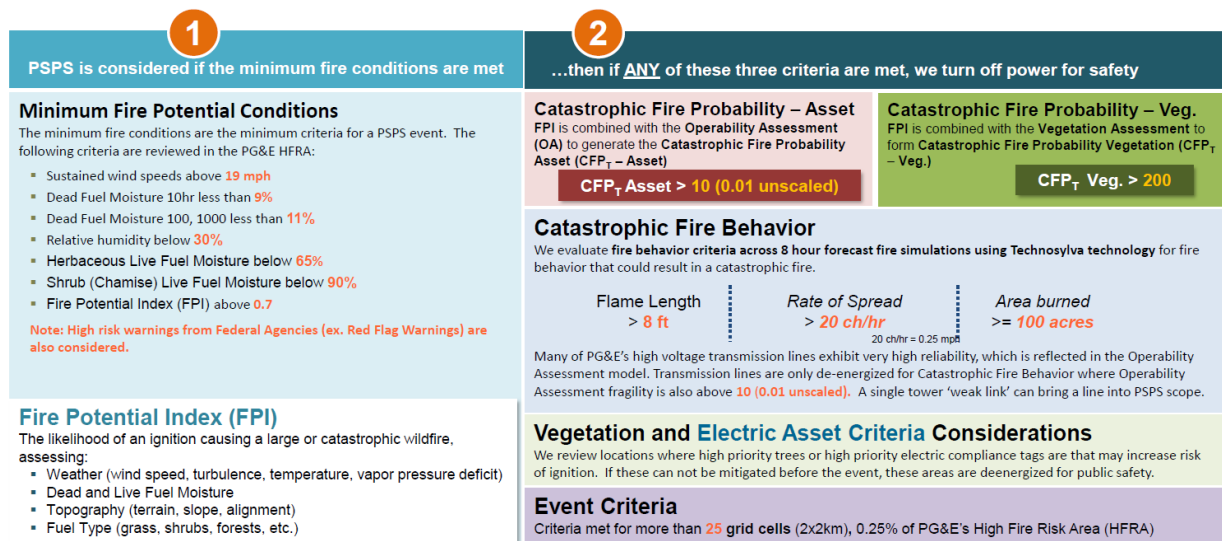 1
PSPS is considered if the minimum fire conditions are met
Minimum Fire Potential Conditions
The minimum fire conditions are the minimum criteria for a PSPS event. The
following criteria are reviewed in the PG&E HFRA:
▪ Sustained wind speeds above 19 mph
▪ Dead Fuel Moisture 10hr less than 9%
▪ Dead Fuel Moisture 100, 1000 less than 11%
▪ Relative humidity below 30%
▪ Herbaceous Live Fuel Moisture below 65%
▪ Shrub (Chamise) Live Fuel Moisture below 90%
▪ Fire Potential Index (FPI) above 0.7
Note: High risk warnings from Federal Agencies (ex. Red Flag Warnings) are
also considered.
Fire Potential Index (FPI)
The likelihood of an ignition causing a large or catastrophic wildfire,
assessing:
▪ Weather (wind speed, turbulence, temperature, vapor pressure deficit)
▪ Dead and Live Fuel Moisture
▪ Topography (terrain, slope, alignment)
▪ Fuel Type (grass, shrubs, forests, etc.)
2
...then if ANY of these three criteria are met, we turn off power for safety
Catastrophic Fire Probability – Asset
FPI is combined with the Operability Assessment
(OA) to generate the Catastrophic Fire Probability
Asset (CFPT – Asset)
CFPT Asset > 10 (0.01 unscaled)
Catastrophic Fire Probability – Veg.
FPI is combined with the Vegetation Assessment to
form Catastrophic Fire Probability Vegetation (CFPT
– Veg.)
CFPT Veg. > 200
Catastrophic Fire Behavior
We evaluate fire behavior criteria across 8 hour forecast fire simulations using Technosylva technology for fire
behavior that could result in a catastrophic fire.
Flame Length
> 8 ft
Rate of Spread
> 20 ch/hr
20 ch/hr = 0.25 mph
Area burned
>= 100 acres
Many of PG&E's high voltage transmission lines exhibit very high reliability, which is reflected in the Operability
Assessment model. Transmission lines are only de-energized for Catastrophic Fire Behavior where Operability
Assessment fragility is also above 10 (0.01 unscaled). A single tower 'weak link' can bring a line into PSPS scope.
Vegetation and Electric Asset Criteria Considerations
We review locations where high priority trees or high priority electric compliance tags are that may increase risk
of ignition. If these can not be mitigated before the event, these areas are deenergized for public safety.
Event Criteria
Criteria met for more than 25 grid cells (2x2km), 0.25% of PG&E's High Fire Risk Area (HFRA)